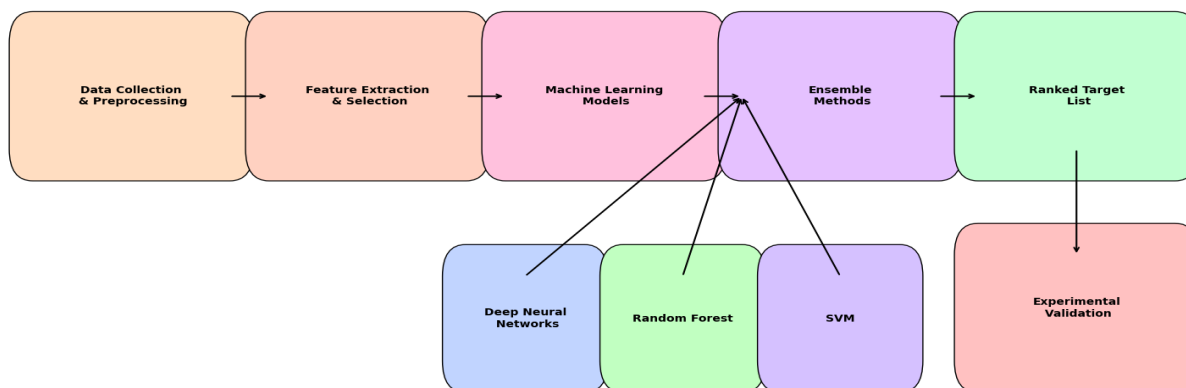 Data Collection
& Preprocessing
Feature Extraction
& Selection
Machine Learning
Models
Ensemble
Methods
Ranked Target
List
Deep Neural
Networks
Random Forest
SVM
Experimental
Validation